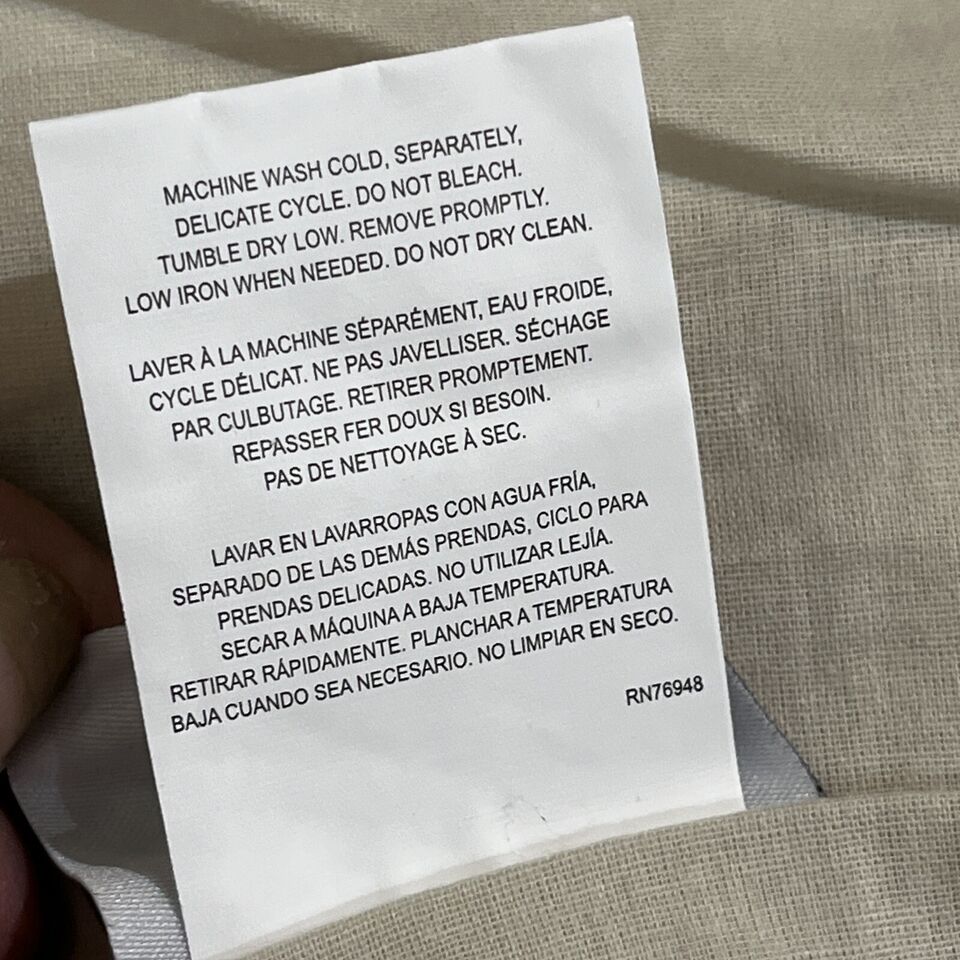 MACHINE WASH COLD, SEPARATELY,
DELICATE CYCLE. DO NOT BLEACH.
TUMBLE DRY LOW. REMOVE PROMPTLY.
LOW IRON WHEN NEEDED. DO NOT DRY CLEAN.
LAVER À LA MACHINE SÉPARÉMENT, EAU FROIDE,
CYCLE DÉLICAT. NE PAS JAVELLISER. SÉCHAGE
PAR CULBUTAGE. RETIRER PROMPTEMENT.
REPASSER FER DOUX SI BESOIN.
PAS DE NETTOYAGE À SEC.
LAVAR EN LAVARROPAS CON AGUA FRÍA,
SEPARADO DE LAS DEMÁS PRENDAS, CICLO PARA
PRENDAS DELICADAS. NO UTILIZAR LEJÍA.
SECAR A MÁQUINA A BAJA TEMPERATURA.
RETIRAR RÁPIDAMENTE. PLANCHAR A TEMPERATURA
BAJA CUANDO SEA NECESARIO. NO LIMPIAR EN SECO.
RN76948